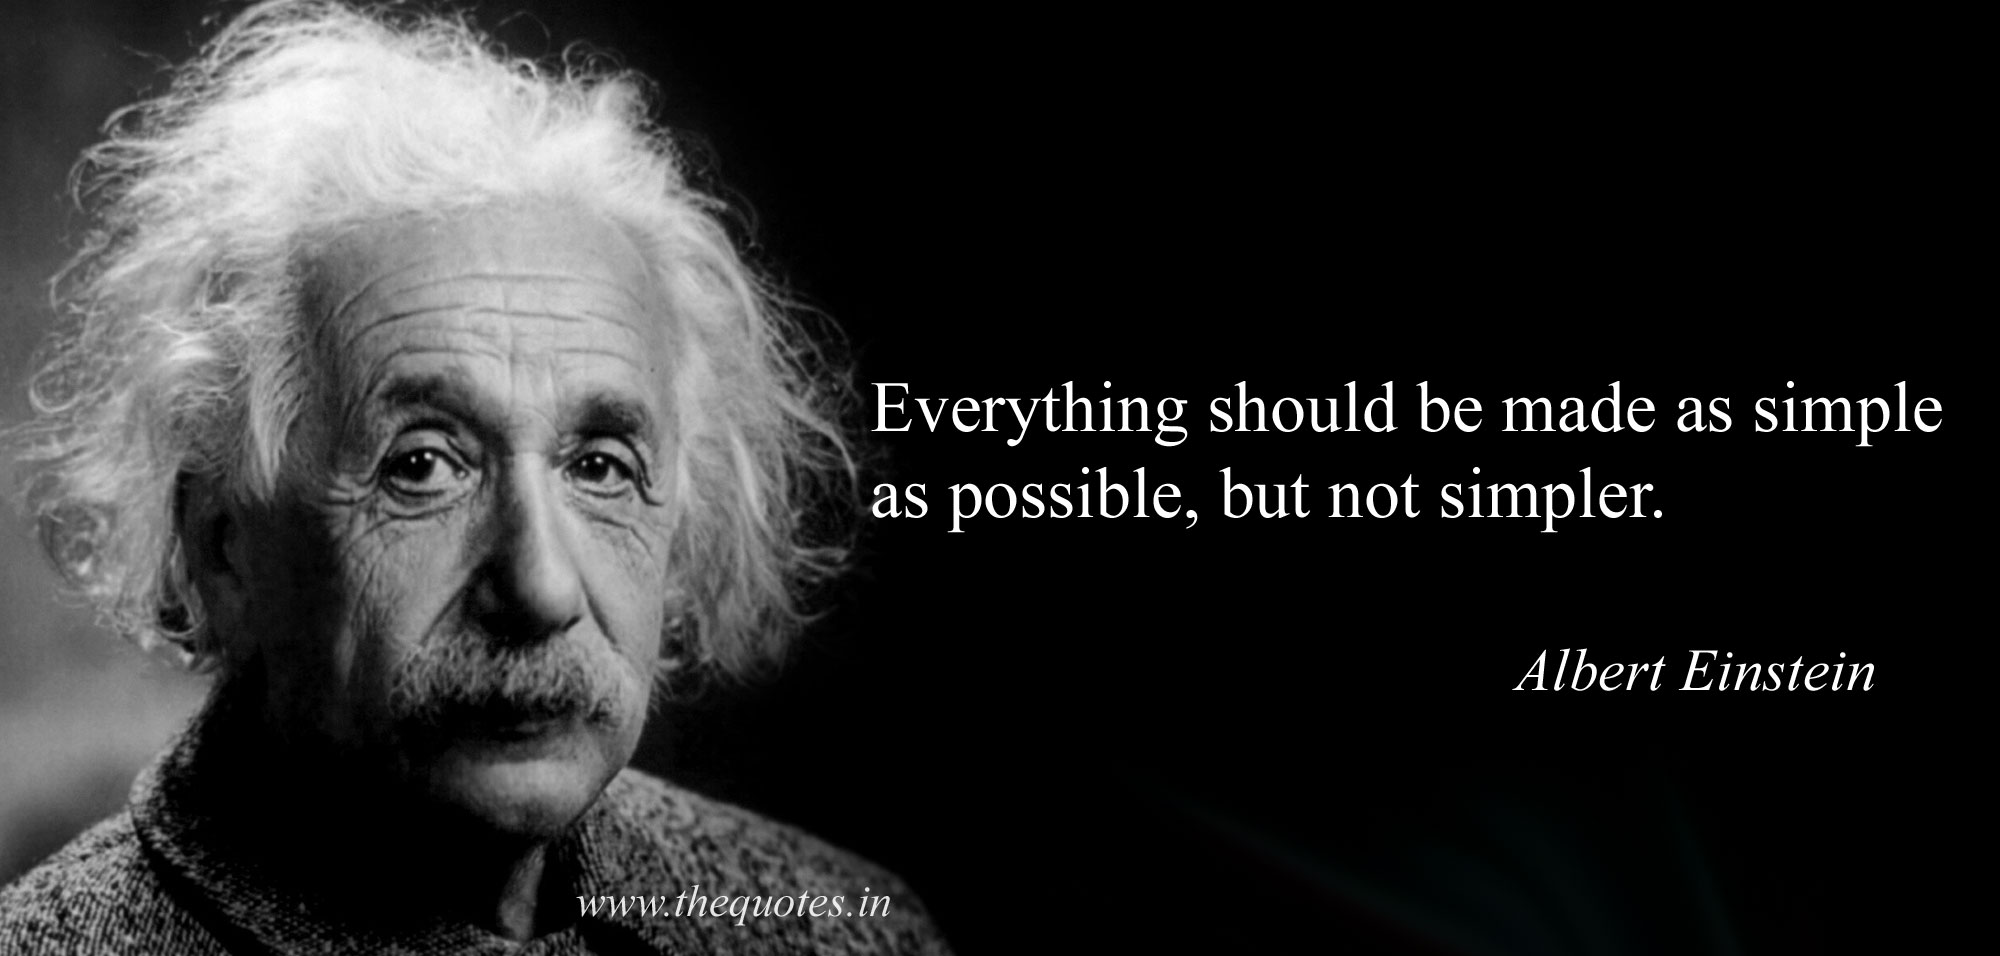 Everything should be made as simple
as possible, but not simpler.
Albert Einstein
www.thequotes.in